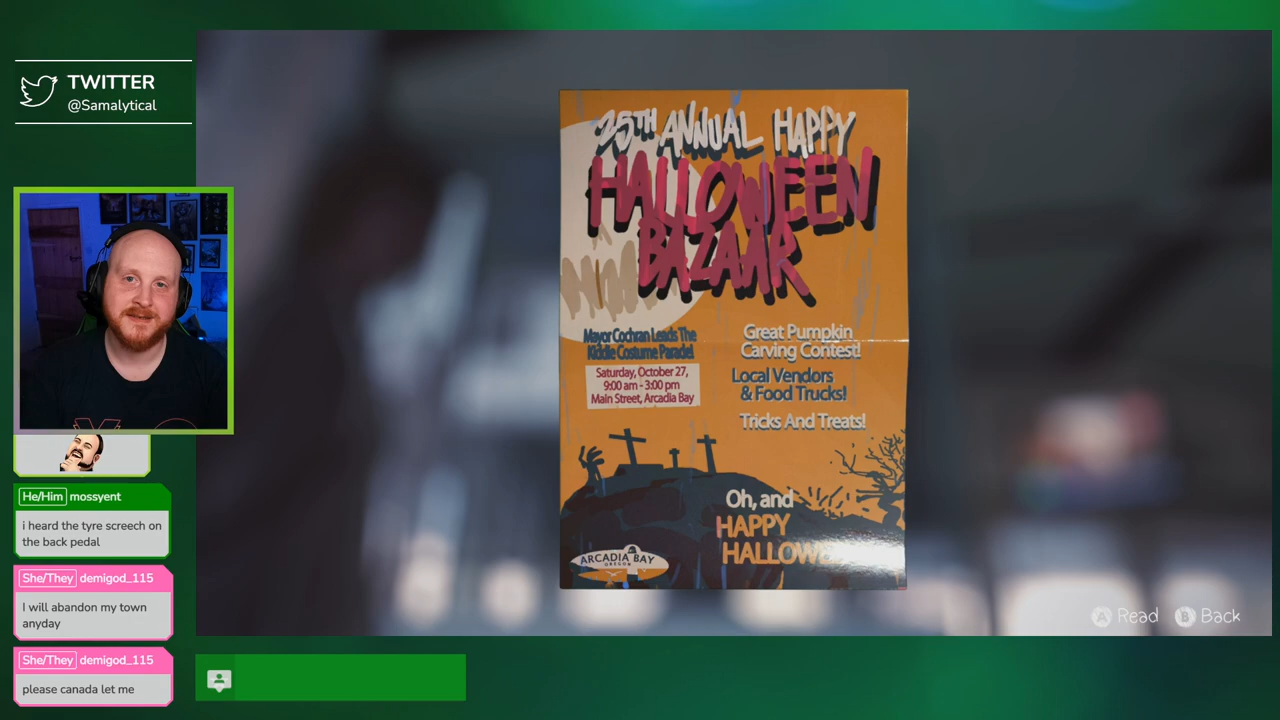 TWITTER
@Samalytical
He/Him mossyent
i heard the tyre screech on
the back pedal
She/They demigod_115
I will abandon my town
anyday
She/They demigod_115
please canada let me
25TH ANNUAL HAPPY
HALLOWEEN
BAZAAR
Mayor Cochran Leads The
Kiddie Costume Parade!
Saturday, October 27,
9:00 am - 3:00 pm
Main Street, Arcadia Bay
Great Pumpkin
Carving Contest!
Local Vendors
& Food Trucks!
Tricks And Treats!
Oh, and
HAPPY
ARCADIA BAY
OREGON
A Read B Back